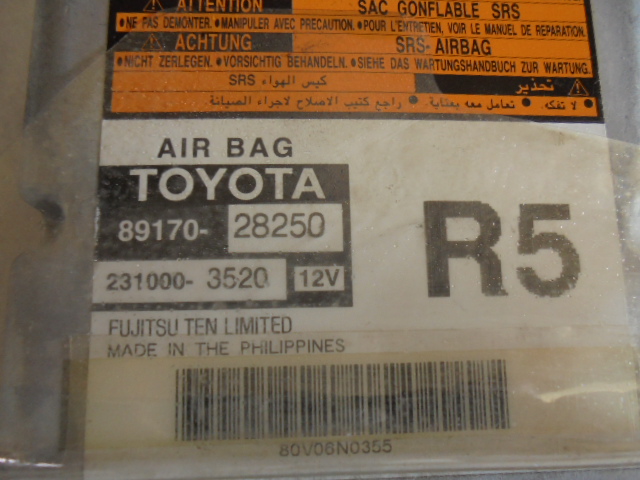 ATTENTION SAC GONFLABLE SRS
•NE PAS DEMONTER. •MANIPULER AVEC PRECAUTION. •POUR L'ENTRETIEN, VOIR LE MANUEL DE REPARATION.
ACHTUNG SRS-AIRBAG
•NICHT ZERLEGEN. •VORSICHTIG BEHANDELN. •SIEHE DAS WARTUNGSHANDBUCH ZUR WARTUNG.
تحذير كيس الهواء SRS
• لا تفكه. • تعامل معه بعناية. • راجع كتيب الاصلاح لاجراء الصيانة
AIR BAG
TOYOTA
89170- 28250
231000- 3520 12V
R5
FUJITSU TEN LIMITED
MADE IN THE PHILIPPINES
80V06N0355